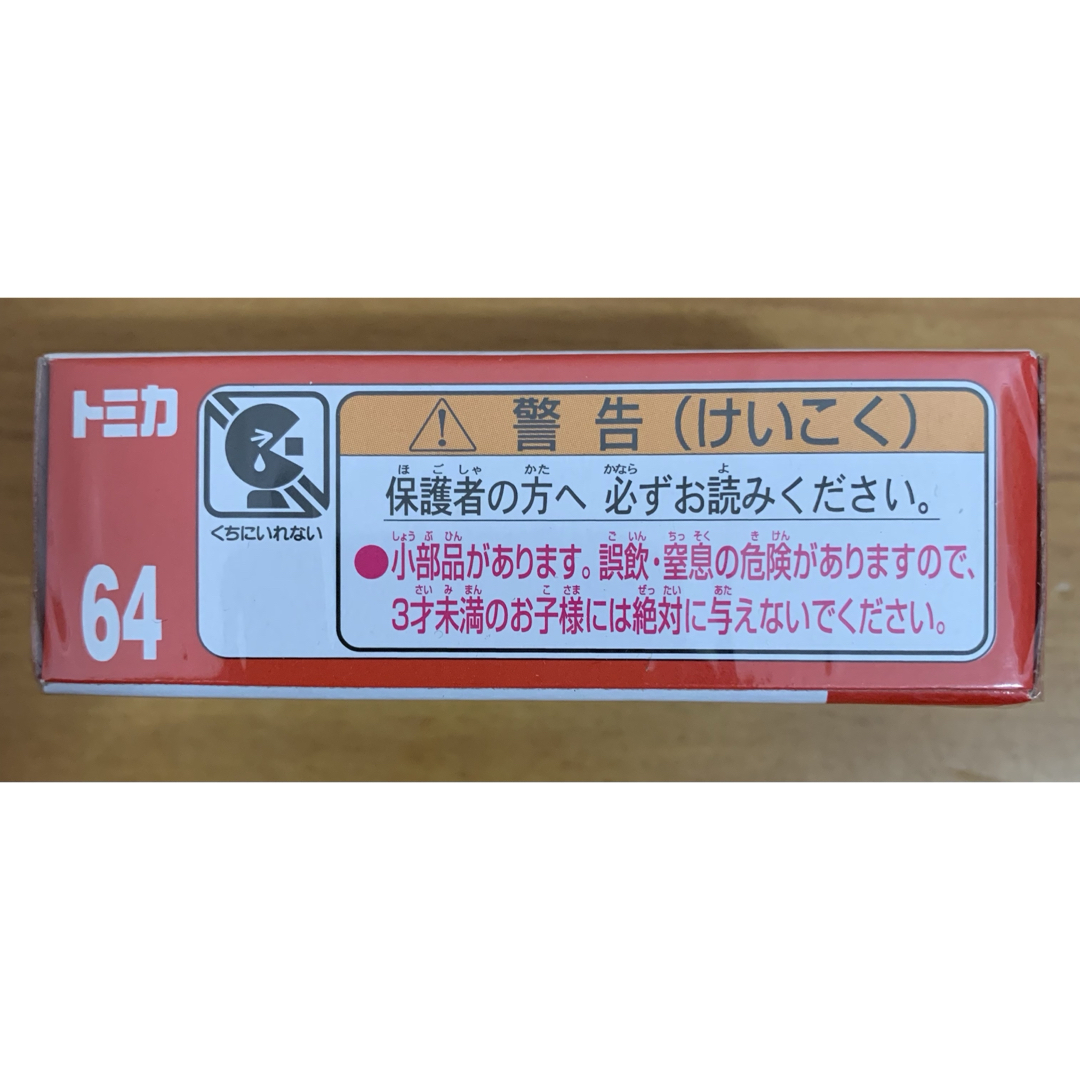 トミカ
64
くちにいれない
警告(けいこく)
ほごしゃ かた かなら よ
保護者の方へ 必ずお読みください。
しょうぶひん ごいん ちっそく きけん
●小部品があります。誤飲・窒息の危険がありますので、
さいみまん こさま ぜったい あた
3才未満のお子様には絶対に与えないでください。